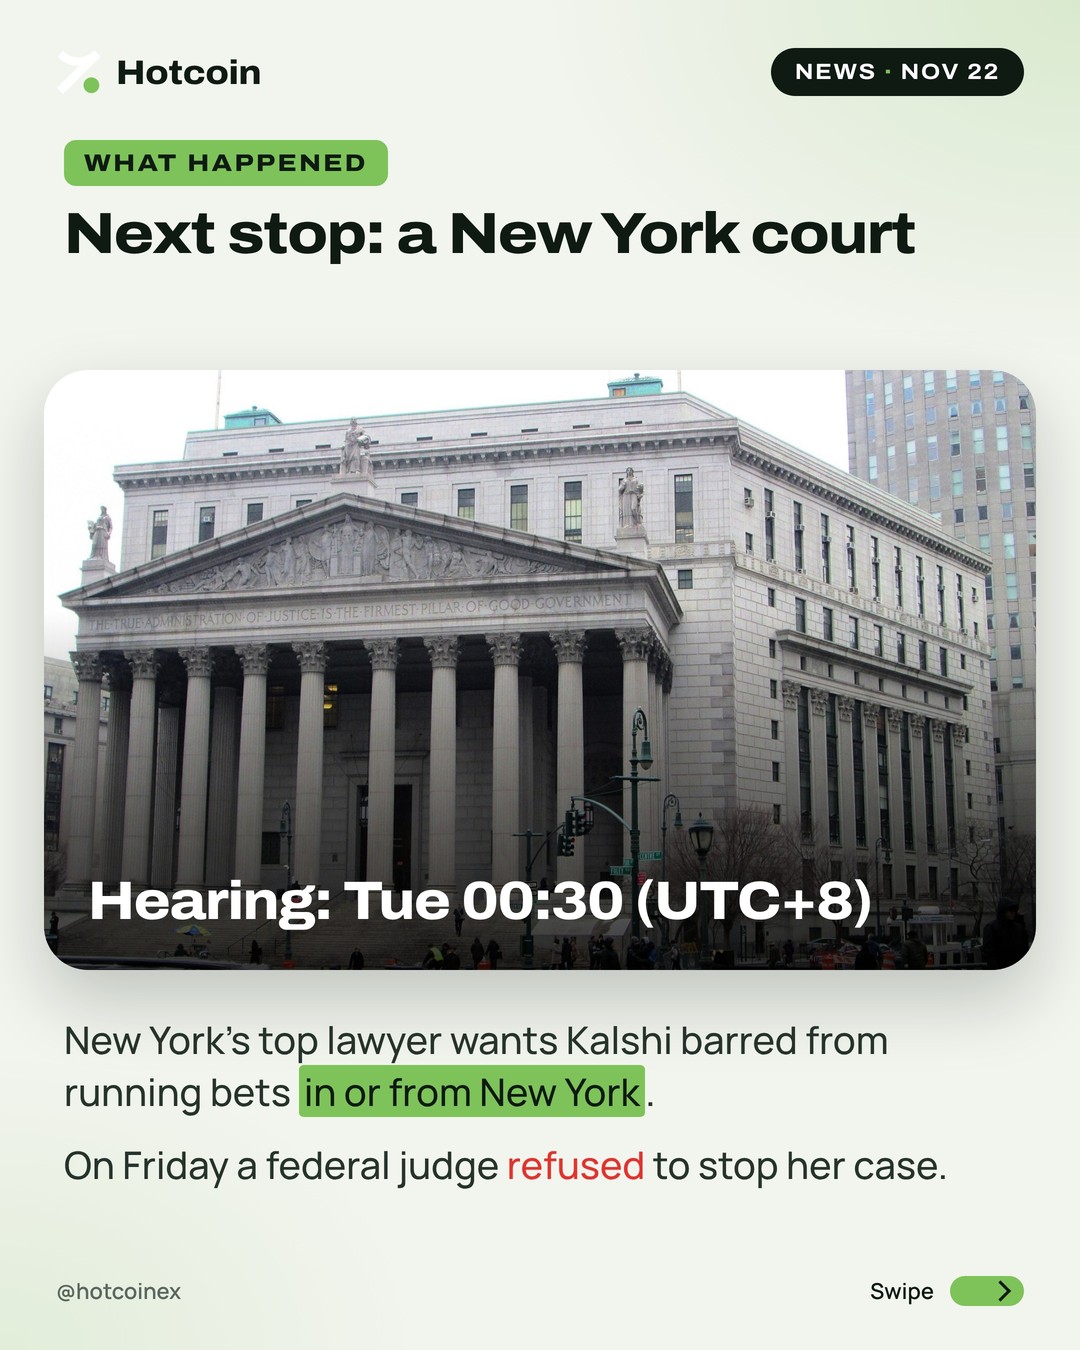 Hotcoin
NEWS · NOV 22
WHAT HAPPENED
Next stop: a New York court
THE·TRUE·ADMINISTRATION·OF·JUSTICE·IS·THE·FIRMEST·PILLAR·OF·GOOD·GOVERNMENT
Hearing: Tue 00:30 (UTC+8)
New York’s top lawyer wants Kalshi barred from
running bets in or from New York.
On Friday a federal judge refused to stop her case.
@hotcoinex
Swipe